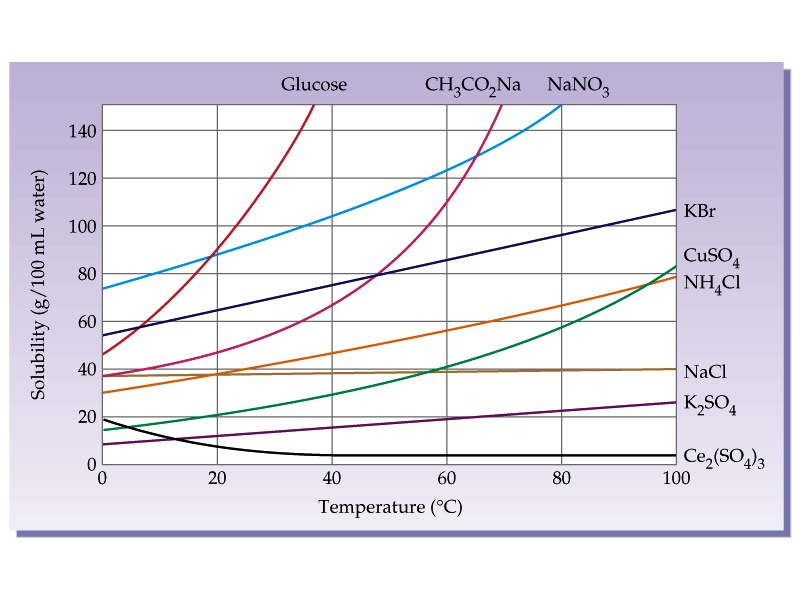 Glucose
CH₃CO₂Na
NaNO₃
140
120
100
80
60
40
20
0
Solubility (g/100 mL water)
KBr
CuSO₄
NH₄Cl
NaCl
K₂SO₄
Ce₂(SO₄)₃
0
20
40
60
80
100
Temperature (°C)